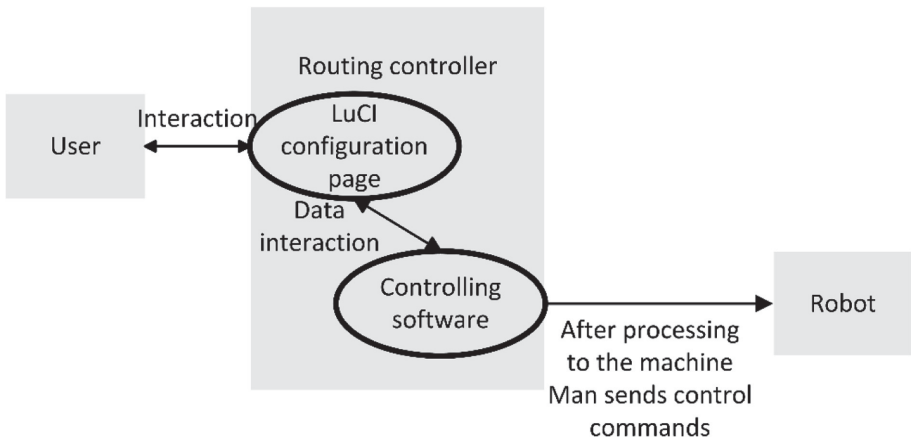 Routing controller
User
Interaction
LuCI
configuration
page
Data
interaction
Controlling
software
After processing
to the machine
Man sends control
commands
Robot